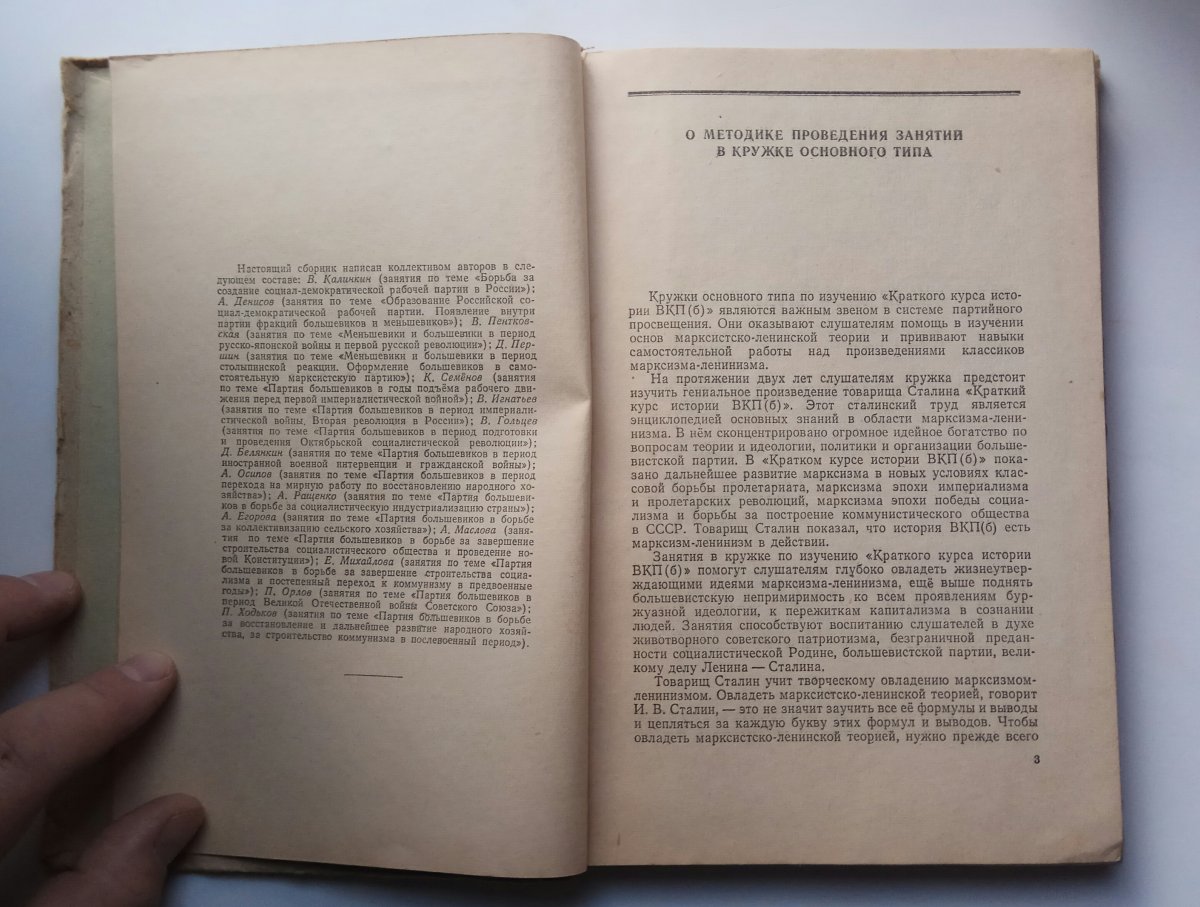 Настоящий сборник написан коллективом авторов в сле-
дующем составе: В. Калинкин (занятия по теме «Борьба за
создание социал-демократической рабочей партии в России»);
А. Денисов (занятия по теме «Образование Российской со-
циал-демократической рабочей партии. Появление внутри
партии фракций большевиков и меньшевиков»); В. Пентков-
ская (занятия по теме «Меньшевики и большевики в период
русско-японской войны и первой русской революции»); Д. Пер-
шин (занятия по теме «Меньшевики и большевики в период
столыпинской реакции. Оформление большевиков в само-
стоятельную марксистскую партию»); К. Семёнов (занятия
по теме «Партия большевиков в годы подъёма рабочего дви-
жения перед первой империалистической войной»); В. Игнатьев
(занятия по теме «Партия большевиков в период империали-
стической войны. Вторая революция в России»); В. Гольцев
(занятия по теме «Партия большевиков в период подготовки
и проведения Октябрьской социалистической революции»);
Д. Белянкин (занятия по теме «Партия большевиков в период
иностранной военной интервенции и гражданской войны»);
А. Осипов (занятия по теме «Партия большевиков в период
перехода на мирную работу по восстановлению народного хо-
зяйства»); А. Ращенко (занятия по теме «Партия большеви-
ков в борьбе за социалистическую индустриализацию страны»);
А. Егорова (занятия по теме «Партия большевиков в борьбе
за коллективизацию сельского хозяйства»); А. Маслова (заня-
тия по теме «Партия большевиков в борьбе за завершение
строительства социалистического общества и проведение но-
вой Конституции»); Е. Михайлова (занятия по теме «Партия
большевиков в борьбе за завершение строительства социа-
лизма и постепенный переход к коммунизму в предвоенные
годы»); П. Орлов (занятия по теме «Партия большевиков в
период Великой Отечественной войны Советского Союза»);
П. Ходьков (занятия по теме «Партия большевиков в борьбе
за восстановление и дальнейшее развитие народного хозяй-
ства, за строительство коммунизма в послевоенный период»).
О МЕТОДИКЕ ПРОВЕДЕНИЯ ЗАНЯТИЙ
В КРУЖКЕ ОСНОВНОГО ТИПА
Кружки основного типа по изучению «Краткого курса исто-
рии ВКП(б)» являются важным звеном в системе партийного
просвещения. Они оказывают слушателям помощь в изучении
основ марксистско-ленинской теории и прививают навыки
самостоятельной работы над произведениями классиков
марксизма-ленинизма.
На протяжении двух лет слушателям кружка предстоит
изучить гениальное произведение товарища Сталина «Краткий
курс истории ВКП(б)». Этот сталинский труд является
энциклопедией основных знаний в области марксизма-лени-
низма. В нём сконцентрировано огромное идейное богатство по
вопросам теории и идеологии, политики и организации больше-
вистской партии. В «Кратком курсе истории ВКП(б)» пока-
зано дальнейшее развитие марксизма в новых условиях клас-
совой борьбы пролетариата, марксизма эпохи империализма
и пролетарских революций, марксизма эпохи победы социа-
лизма и борьбы за построение коммунистического общества
в СССР. Товарищ Сталин показал, что история ВКП(б) есть
марксизм-ленинизм в действии.
Занятия в кружке по изучению «Краткого курса истории
ВКП(б)» помогут слушателям глубоко овладеть жизнеутвер-
ждающими идеями марксизма-ленинизма, ещё выше поднять
большевистскую непримиримость ко всем проявлениям бур-
жуазной идеологии, к пережиткам капитализма в сознании
людей. Занятия способствуют воспитанию слушателей в духе
животворного советского патриотизма, безграничной преданно-
ности социалистической Родине, большевистской партии, вели-
кому делу Ленина — Сталина.
Товарищ Сталин учит творческому овладению марксизмом-
ленинизмом. Овладеть марксистско-ленинской теорией, говорит
И. В. Сталин, — это не значит заучить все её формулы и выводы
и цепляться за каждую букву этих формул и выводов. Чтобы
овладеть марксистско-ленинской теорией, нужно прежде всего
3